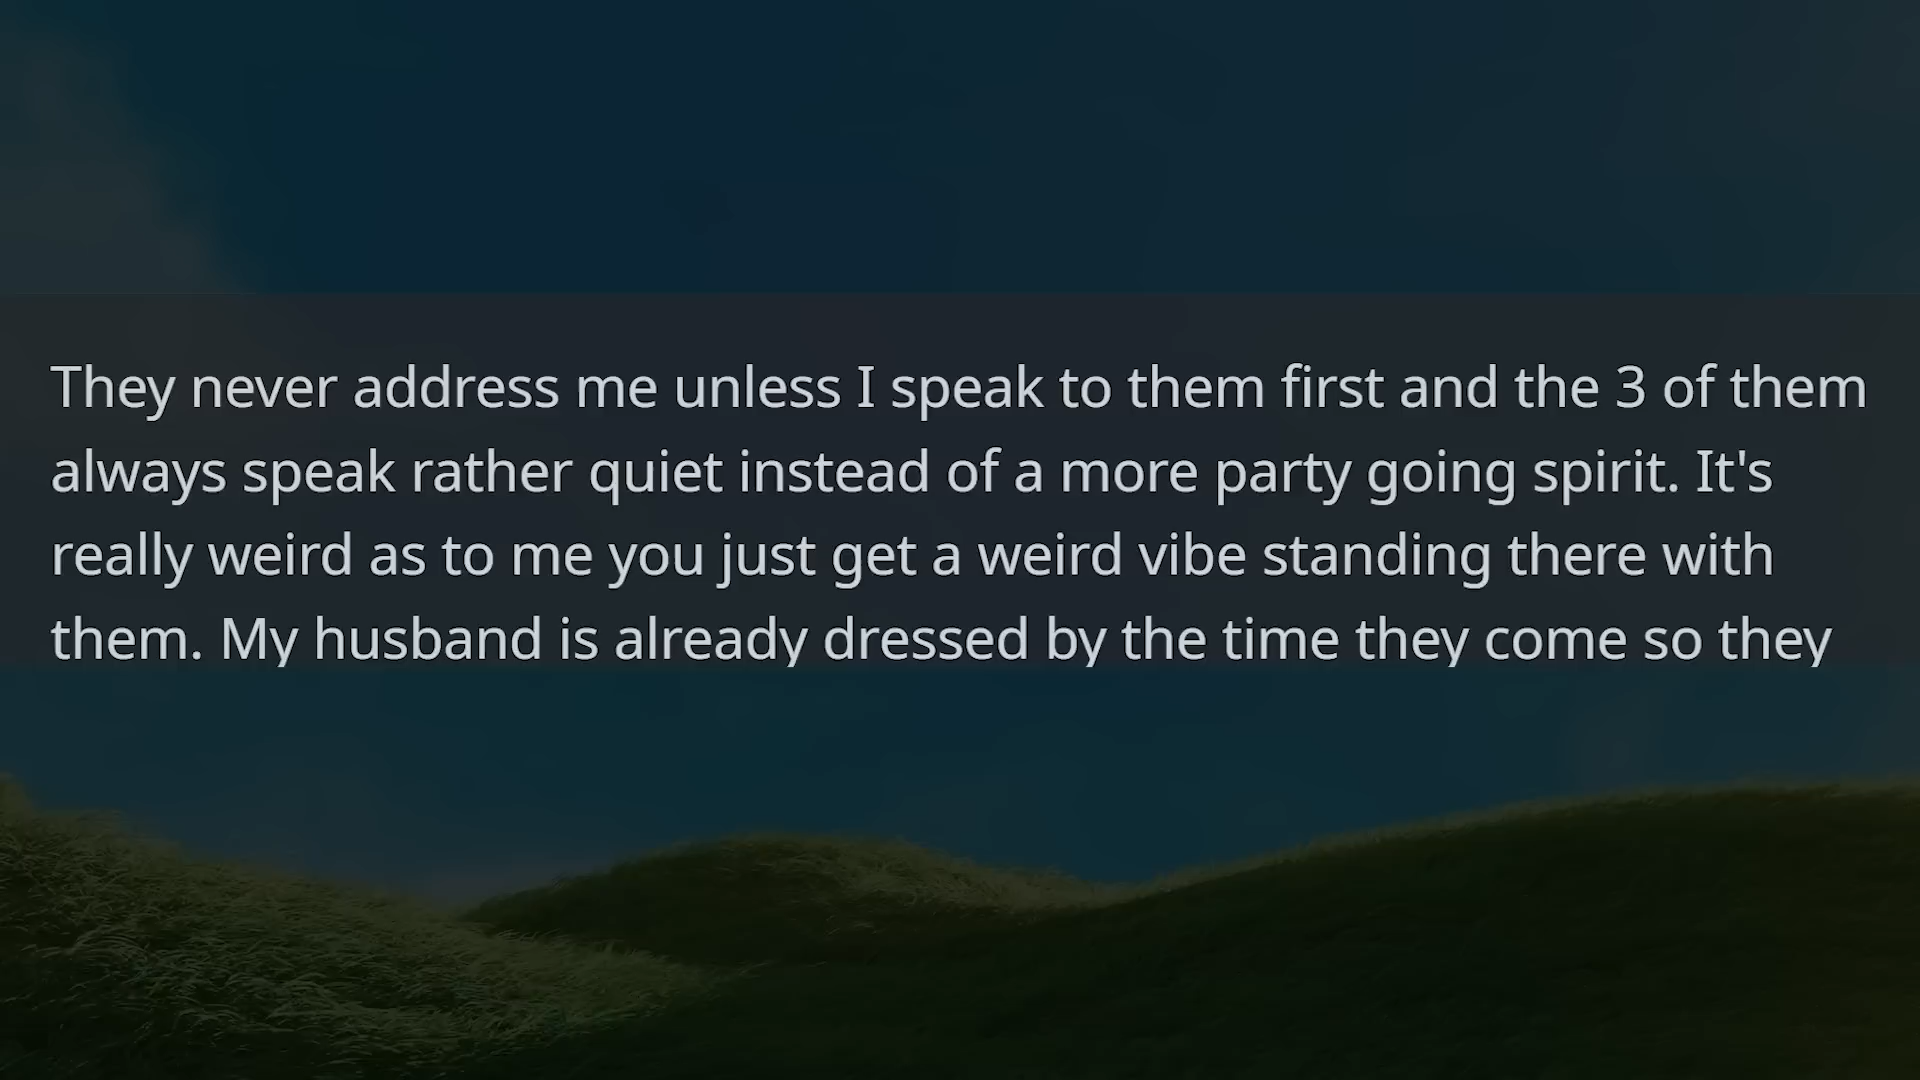 They never address me unless I speak to them first and the 3 of them
always speak rather quiet instead of a more party going spirit. It's
really weird as to me you just get a weird vibe standing there with
them. My husband is already dressed by the time they come so they